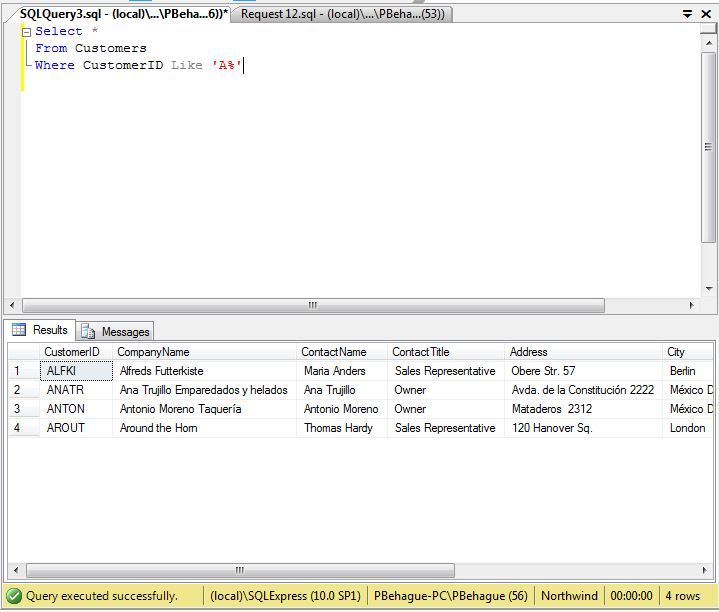 SQLQuery3.sql - (local)\...\PBeha...6))* Request 12.sql - (local)\...\PBeha...(53))
Select *
From Customers
Where CustomerID Like 'A%'
Results Messages
CustomerID CompanyName ContactName ContactTitle Address City
1 ALFKI Alfreds Futterkiste Maria Anders Sales Representative Obere Str. 57 Berlin
2 ANATR Ana Trujillo Emparedados y helados Ana Trujillo Owner Avda. de la Constitución 2222 México D
3 ANTON Antonio Moreno Taquería Antonio Moreno Owner Mataderos 2312 México D
4 AROUT Around the Horn Thomas Hardy Sales Representative 120 Hanover Sq. London
Query executed successfully. (local)\SQLExpress (10.0 SP1) PBehague-PC\PBehague (56) Northwind 00:00:00 4 rows